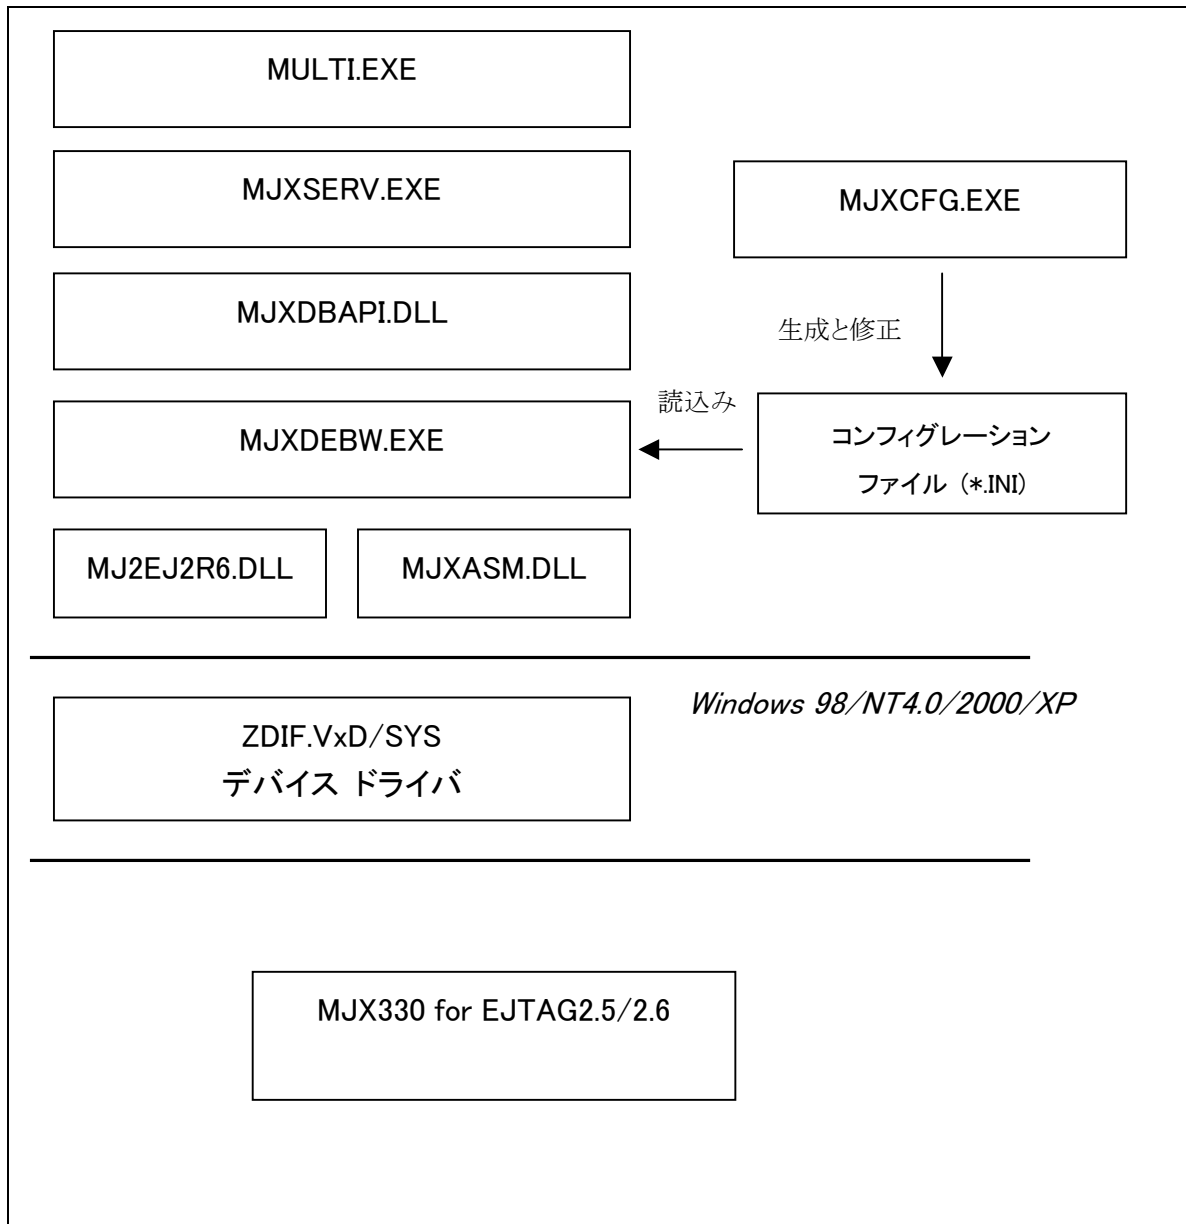 MULTI.EXE
MJXSERV.EXE
MJXCFG.EXE
MJXDBAPI.DLL
生成と修正
読込み
MJXDEBW.EXE
コンフィグレーション
ファイル (*.INI)
MJ2EJ2R6.DLL
MJXASM.DLL
Windows 98/NT4.0/2000/XP
ZDIF.VxD/SYS
デバイス ドライバ
MJX330 for EJTAG2.5/2.6